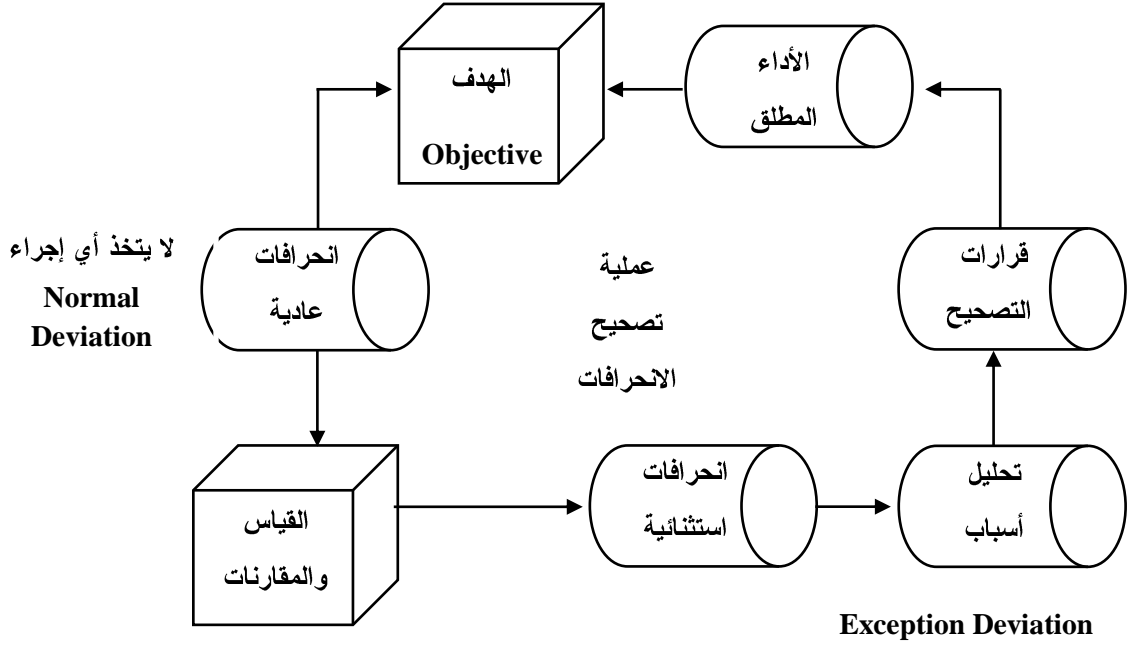 الهدف
Objective
الأداء
المطلق
لا يتخذ أي إجراء
Normal
Deviation
انحرافات
عادية
عملية
تصحيح
الانحرافات
قرارات
التصحيح
القياس
والمقارنات
انحرافات
استثنائية
تحليل
أسباب
Exception Deviation